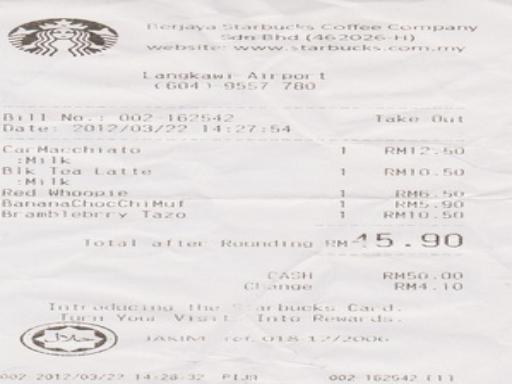 Berjaya Starbucks Coffee Company
Sdn Bhd (462026-H)
website: www.starbucks.com.my
Langkawi Airport
(604) 9557 780
Bill No.: 002-162542 Take Out
Date: 2012/03/22 14:27:54
CarMacchiato 1 RM12.50
:Milk
Blk Tea Latte 1 RM10.50
:Milk
Red Whoopie 1 RM6.50
BananaChocChiMuf 1 RM5.90
Bramblebrry Tazo 1 RM10.50
Total after Rounding RM45.90
CASH RM50.00
Change RM4.10
Introducing the Starbucks Card.
Turn Your Visit Into Rewards.
حلال
JAKIM ref. 018-12/2006
002 2012/03/22 14:28:32 002-162542 [1]